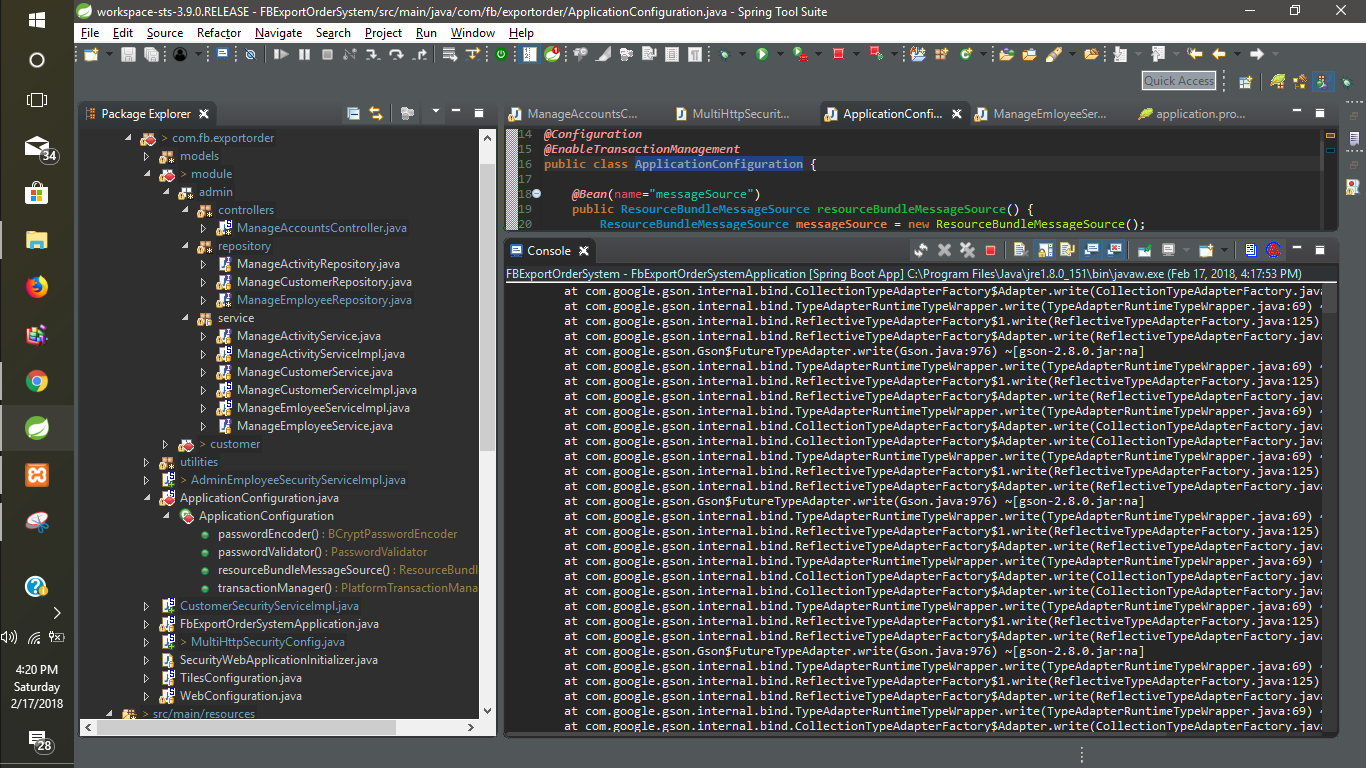 workspace-sts-3.9.0.RELEASE - FBExportOrderSystem/src/main/java/com/fb/exportorder/ApplicationConfiguration.java - Spring Tool Suite
File Edit Source Refactor Navigate Search Project Run Window Help
Quick Access
Package Explorer
> com.fb.exportorder
models
> module
admin
controllers
ManageAccountsController.java
repository
ManageActivityRepository.java
ManageCustomerRepository.java
ManageEmployeeRepository.java
service
ManageActivityService.java
ManageActivityServiceImpl.java
ManageCustomerService.java
ManageCustomerServiceImpl.java
ManageEmloyeeServiceImpl.java
ManageEmployeeService.java
> customer
utilities
> AdminEmployeeSecurityServiceImpl.java
ApplicationConfiguration.java
ApplicationConfiguration
passwordEncoder() : BCryptPasswordEncoder
passwordValidator() : PasswordValidator
resourceBundleMessageSource() : ResourceBundl
transactionManager() : PlatformTransactionMana
CustomerSecurityServiceImpl.java
FbExportOrderSystemApplication.java
> MultiHttpSecurityConfig.java
SecurityWebApplicationInitializer.java
TilesConfiguration.java
WebConfiguration.java
> src/main/resources
ManageAccountsC... MultiHttpSecurit... ApplicationConfi... ManageEmloyeeSer... application.pro...
14 @Configuration
15 @EnableTransactionManagement
16 public class ApplicationConfiguration {
17
18 @Bean(name="messageSource")
19 public ResourceBundleMessageSource resourceBundleMessageSource() {
20 ResourceBundleMessageSource messageSource = new ResourceBundleMessageSource();
Console
FBExportOrderSystem - FbExportOrderSystemApplication [Spring Boot App] C:\Program Files\Java\jre1.8.0_151\bin\javaw.exe (Feb 17, 2018, 4:17:53 PM)
at com.google.gson.internal.bind.CollectionTypeAdapterFactory$Adapter.write(CollectionTypeAdapterFactory.java
at com.google.gson.internal.bind.TypeAdapterRuntimeTypeWrapper.write(TypeAdapterRuntimeTypeWrapper.java:69) ~
at com.google.gson.internal.bind.ReflectiveTypeAdapterFactory$1.write(ReflectiveTypeAdapterFactory.java:125)
at com.google.gson.internal.bind.ReflectiveTypeAdapterFactory$Adapter.write(ReflectiveTypeAdapterFactory.java
at com.google.gson.Gson$FutureTypeAdapter.write(Gson.java:976) ~[gson-2.8.0.jar:na]
at com.google.gson.internal.bind.TypeAdapterRuntimeTypeWrapper.write(TypeAdapterRuntimeTypeWrapper.java:69) ~
at com.google.gson.internal.bind.ReflectiveTypeAdapterFactory$1.write(ReflectiveTypeAdapterFactory.java:125)
at com.google.gson.internal.bind.ReflectiveTypeAdapterFactory$Adapter.write(ReflectiveTypeAdapterFactory.java
at com.google.gson.internal.bind.TypeAdapterRuntimeTypeWrapper.write(TypeAdapterRuntimeTypeWrapper.java:69) ~
at com.google.gson.internal.bind.CollectionTypeAdapterFactory$Adapter.write(CollectionTypeAdapterFactory.java
at com.google.gson.internal.bind.CollectionTypeAdapterFactory$Adapter.write(CollectionTypeAdapterFactory.java
at com.google.gson.internal.bind.TypeAdapterRuntimeTypeWrapper.write(TypeAdapterRuntimeTypeWrapper.java:69) ~
at com.google.gson.internal.bind.ReflectiveTypeAdapterFactory$1.write(ReflectiveTypeAdapterFactory.java:125)
at com.google.gson.internal.bind.ReflectiveTypeAdapterFactory$Adapter.write(ReflectiveTypeAdapterFactory.java
at com.google.gson.Gson$FutureTypeAdapter.write(Gson.java:976) ~[gson-2.8.0.jar:na]
at com.google.gson.internal.bind.TypeAdapterRuntimeTypeWrapper.write(TypeAdapterRuntimeTypeWrapper.java:69) ~
at com.google.gson.internal.bind.ReflectiveTypeAdapterFactory$1.write(ReflectiveTypeAdapterFactory.java:125)
at com.google.gson.internal.bind.ReflectiveTypeAdapterFactory$Adapter.write(ReflectiveTypeAdapterFactory.java
at com.google.gson.internal.bind.TypeAdapterRuntimeTypeWrapper.write(TypeAdapterRuntimeTypeWrapper.java:69) ~
at com.google.gson.internal.bind.CollectionTypeAdapterFactory$Adapter.write(CollectionTypeAdapterFactory.java
at com.google.gson.internal.bind.CollectionTypeAdapterFactory$Adapter.write(CollectionTypeAdapterFactory.java
at com.google.gson.internal.bind.TypeAdapterRuntimeTypeWrapper.write(TypeAdapterRuntimeTypeWrapper.java:69) ~
at com.google.gson.internal.bind.ReflectiveTypeAdapterFactory$1.write(ReflectiveTypeAdapterFactory.java:125)
at com.google.gson.internal.bind.ReflectiveTypeAdapterFactory$Adapter.write(ReflectiveTypeAdapterFactory.java
at com.google.gson.Gson$FutureTypeAdapter.write(Gson.java:976) ~[gson-2.8.0.jar:na]
at com.google.gson.internal.bind.TypeAdapterRuntimeTypeWrapper.write(TypeAdapterRuntimeTypeWrapper.java:69) ~
at com.google.gson.internal.bind.ReflectiveTypeAdapterFactory$1.write(ReflectiveTypeAdapterFactory.java:125)
at com.google.gson.internal.bind.ReflectiveTypeAdapterFactory$Adapter.write(ReflectiveTypeAdapterFactory.java
at com.google.gson.internal.bind.TypeAdapterRuntimeTypeWrapper.write(TypeAdapterRuntimeTypeWrapper.java:69) ~
at com.google.gson.internal.bind.CollectionTypeAdapterFactory$Adapter.write(CollectionTypeAdapterFactory.java
34
4:20 PM
Saturday
2/17/2018
28